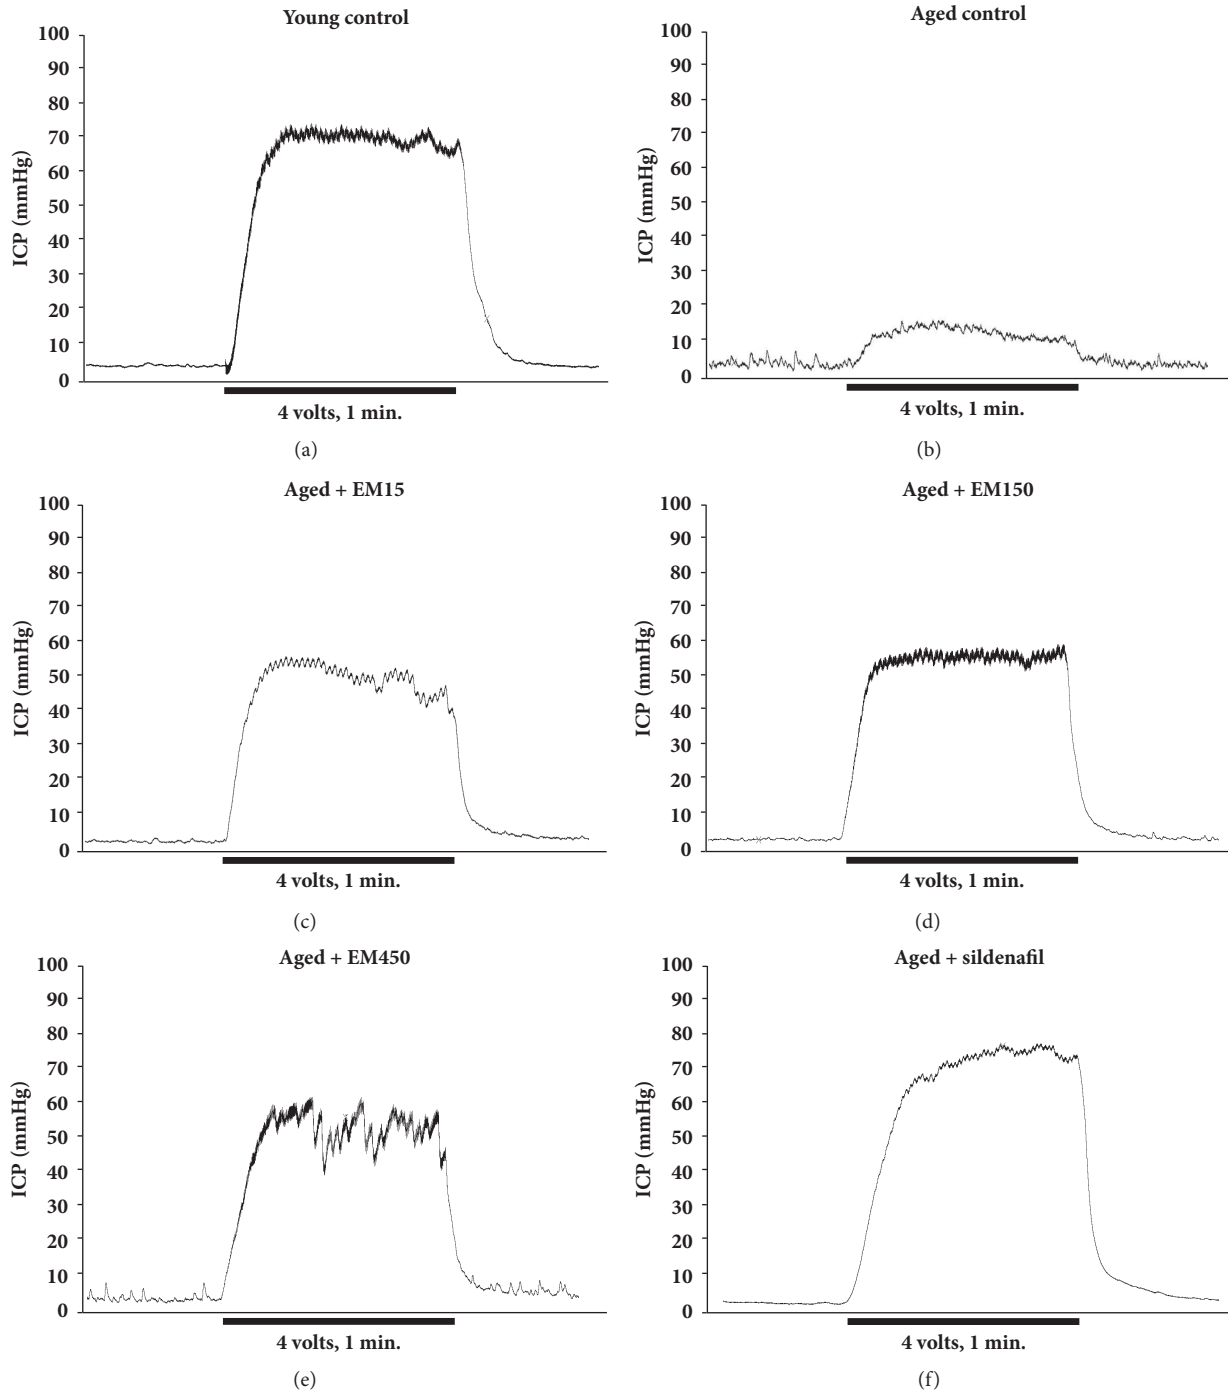 Young control
100
90
80
70
60
50
40
30
20
10
0
ICP (mmHg)
4 volts, 1 min.
(a)
Aged control
100
90
80
70
60
50
40
30
20
10
0
ICP (mmHg)
4 volts, 1 min.
(b)
Aged + EM15
100
90
80
70
60
50
40
30
20
10
0
ICP (mmHg)
4 volts, 1 min.
(c)
Aged + EM150
100
90
80
70
60
50
40
30
20
10
0
ICP (mmHg)
4 volts, 1 min.
(d)
Aged + EM450
100
90
80
70
60
50
40
30
20
10
0
ICP (mmHg)
4 volts, 1 min.
(e)
Aged + sildenafil
100
90
80
70
60
50
40
30
20
10
0
ICP (mmHg)
4 volts, 1 min.
(f)